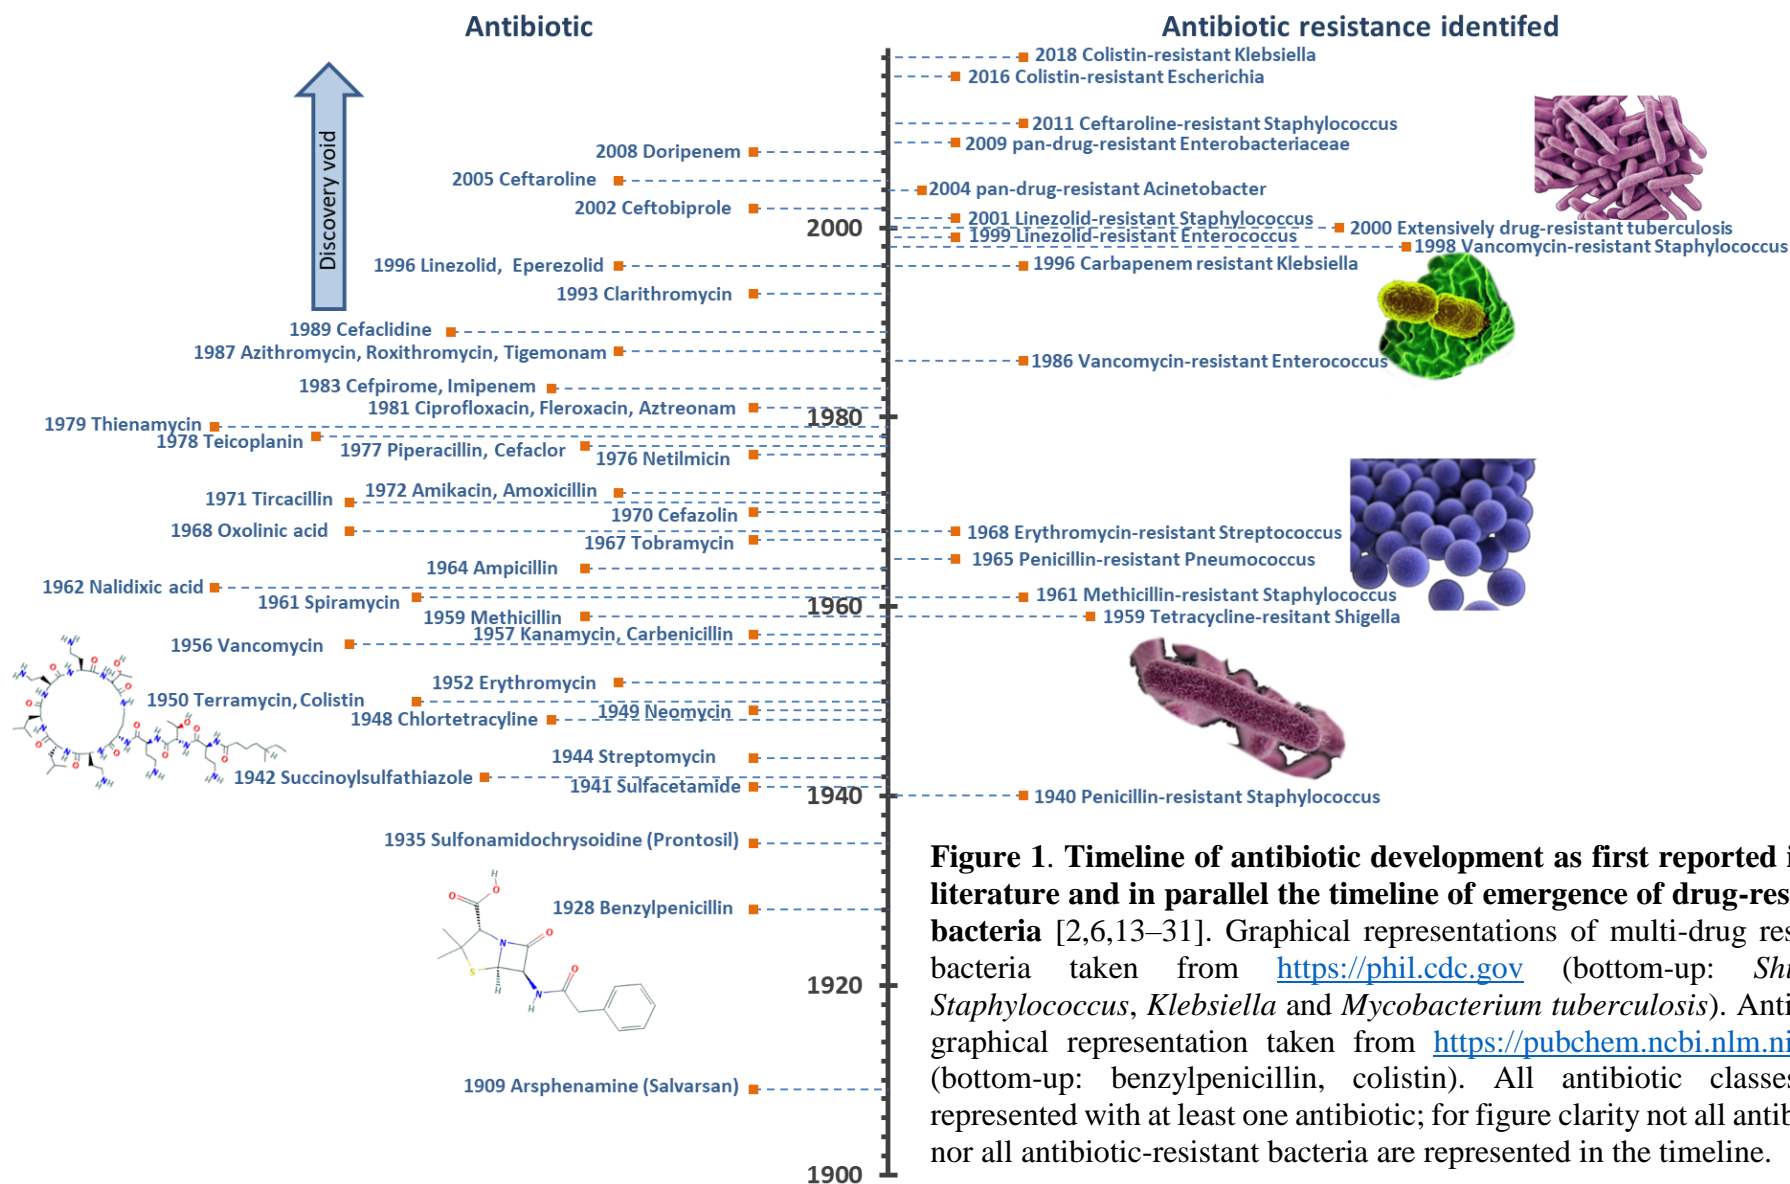 Antibiotic
Antibiotic resistance identifed
Discovery void
2008 Doripenem
2005 Ceftaroline
2002 Ceftobiprole
1996 Linezolid, Eperezolid
1993 Clarithromycin
1989 Cefaclidine
1987 Azithromycin, Roxithromycin, Tigemonam
1983 Cefpirome, Imipenem
1981 Ciprofloxacin, Fleroxacin, Aztreonam
1979 Thienamycin
1978 Teicoplanin
1977 Piperacillin, Cefaclor
1976 Netilmicin
1972 Amikacin, Amoxicillin
1971 Tircacillin
1970 Cefazolin
1968 Oxolinic acid
1967 Tobramycin
1964 Ampicillin
1962 Nalidixic acid
1961 Spiramycin
1959 Methicillin
1957 Kanamycin, Carbenicillin
1956 Vancomycin
1952 Erythromycin
1950 Terramycin, Colistin
1949 Neomycin
1948 Chlortetracyline
1944 Streptomycin
1942 Succinoylsulfathiazole
1941 Sulfacetamide
1935 Sulfonamidochrysoidine (Prontosil)
1928 Benzylpenicillin
1909 Arsphenamine (Salvarsan)
2000
1980
1960
1940
1920
1900
2018 Colistin-resistant Klebsiella
2016 Colistin-resistant Escherichia
2011 Ceftaroline-resistant Staphylococcus
2009 pan-drug-resistant Enterobacteriaceae
2004 pan-drug-resistant Acinetobacter
2001 Linezolid-resistant Staphylococcus
2000 Extensively drug-resistant tuberculosis
1999 Linezolid-resistant Enterococcus
1998 Vancomycin-resistant Staphylococcus
1996 Carbapenem resistant Klebsiella
1986 Vancomycin-resistant Enterococcus
1968 Erythromycin-resistant Streptococcus
1965 Penicillin-resistant Pneumococcus
1961 Methicillin-resistant Staphylococcus
1959 Tetracycline-resitant Shigella
1940 Penicillin-resistant Staphylococcus
Figure 1. Timeline of antibiotic development as first reported i
literature and in parallel the timeline of emergence of drug-res
bacteria [2,6,13–31]. Graphical representations of multi-drug res
bacteria taken from https://phil.cdc.gov (bottom-up: Shi
Staphylococcus, Klebsiella and Mycobacterium tuberculosis). Anti
graphical representation taken from https://pubchem.ncbi.nlm.ni
(bottom-up: benzylpenicillin, colistin). All antibiotic classes
represented with at least one antibiotic; for figure clarity not all antib
nor all antibiotic-resistant bacteria are represented in the timeline.